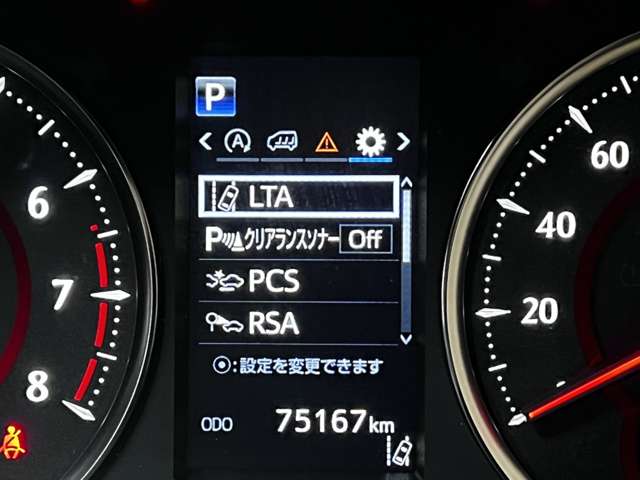 P
A
LTA
Pクリアランスソナー Off
PCS
RSA
:設定を変更できます
ODO 75167km
6
7
8
60
40
20